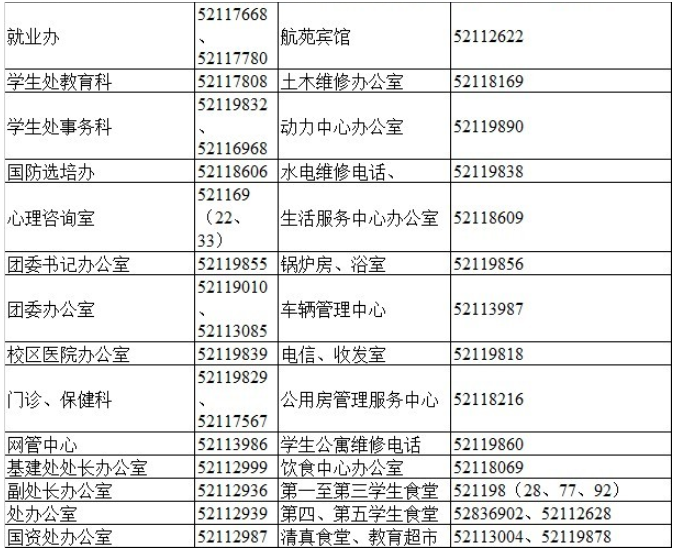 就业办 52117668、52117780 航苑宾馆 52112622
学生处教育科 52117808 土木维修办公室 52118169
学生处事务科 52119832、52116968 动力中心办公室 52119890
国防选培办 52118606 水电维修电话、 52119838
心理咨询室 521169（22、33） 生活服务中心办公室 52118609
团委书记办公室 52119855 锅炉房、浴室 52119856
团委办公室 52119010、52113085 车辆管理中心 52113987
校区医院办公室 52119839 电信、收发室 52119818
门诊、保健科 52119829、52117567 公用房管理服务中心 52118216
网管中心 52113986 学生公寓维修电话 52119860
基建处处长办公室 52112999 饮食中心办公室 52118069
副处长办公室 52112936 第一至第三学生食堂 521198（28、77、92）
处办公室 52112939 第四、第五学生食堂 52836902、52112628
国资处办公室 52112987 清真食堂、教育超市 52113004、52119878